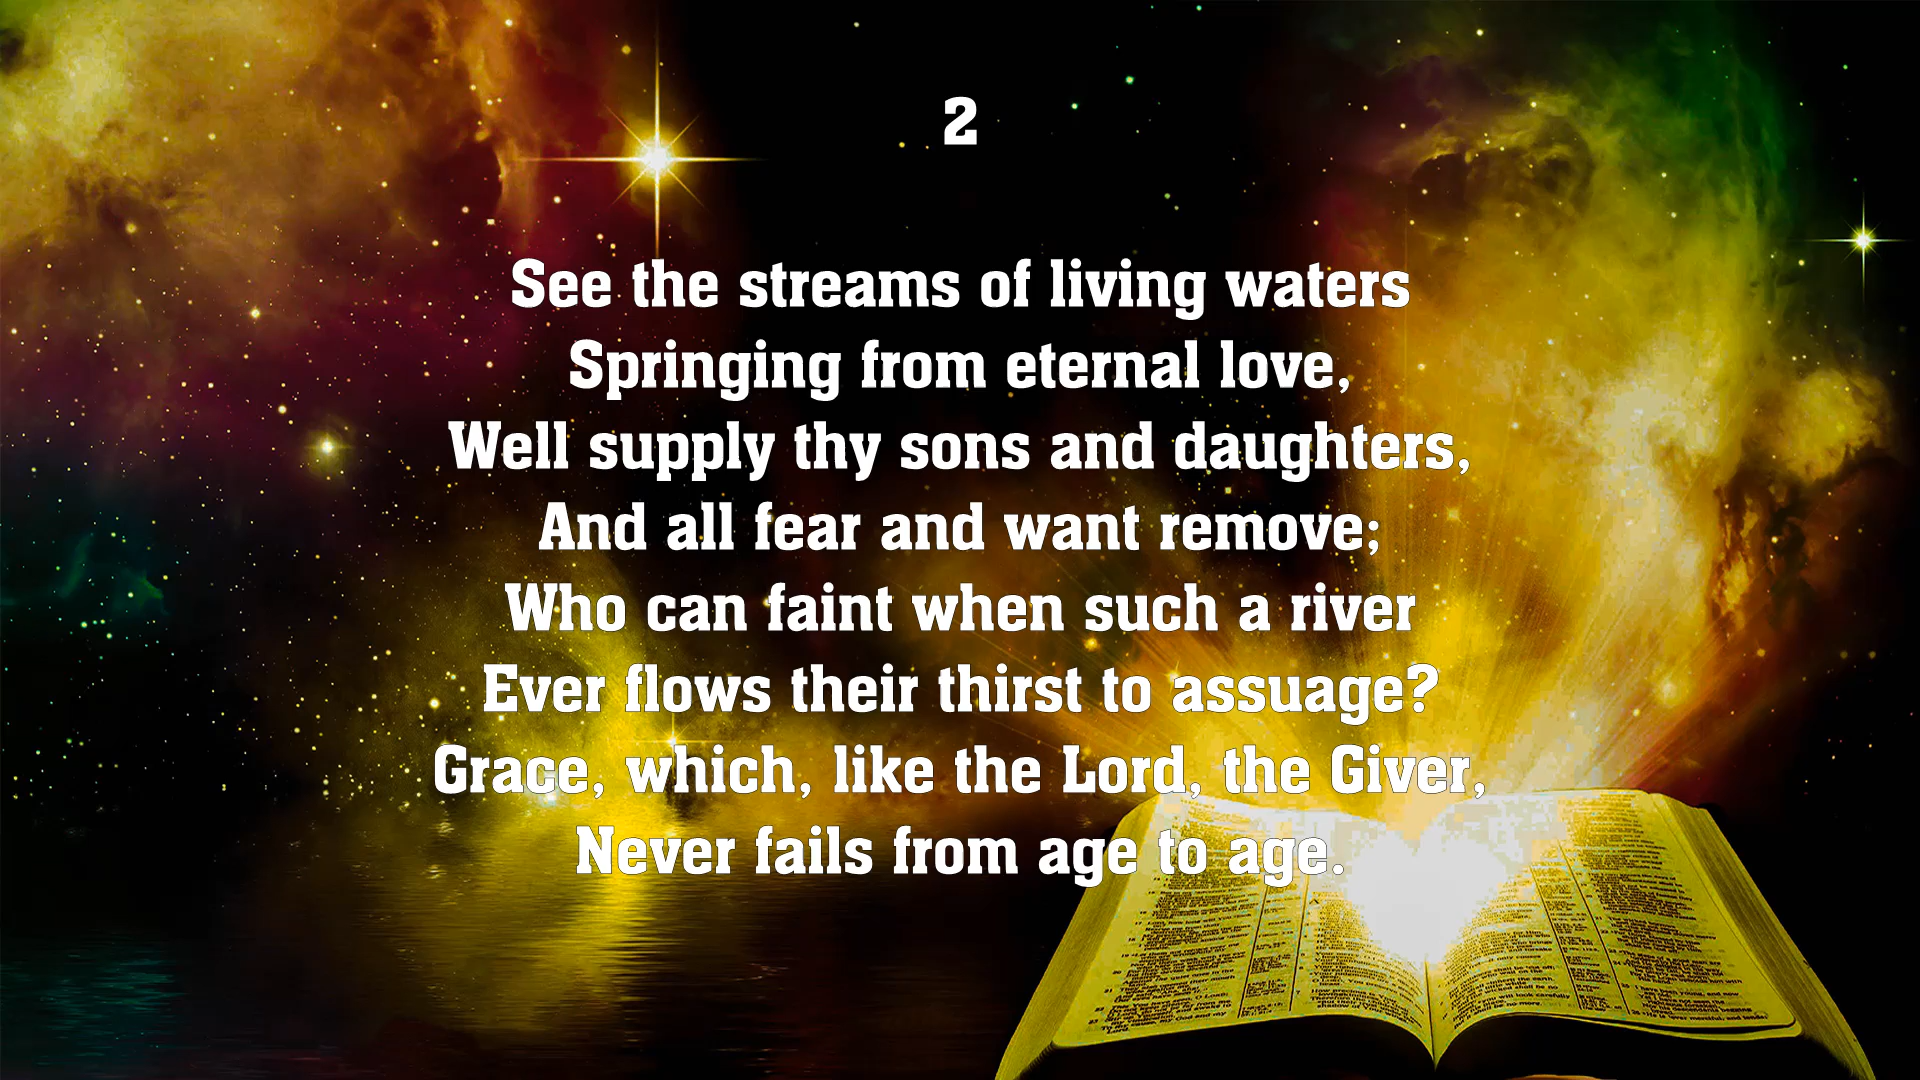 2
See the streams of living waters
Springing from eternal love,
Well supply thy sons and daughters,
And all fear and want remove;
Who can faint when such a river
Ever flows their thirst to assuage?
Grace, which, like the Lord, the Giver,
Never fails from age to age.